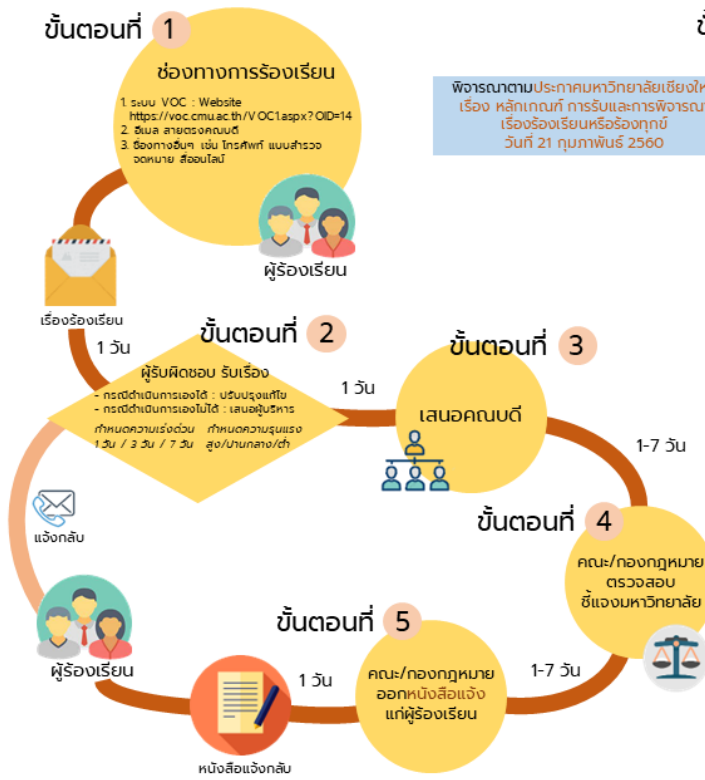 ขั้นตอนที่ 1
ช่องทางการร้องเรียน
1. ระบบ VOC : Website
https://voc.cmu.ac.th/VOC1.aspx?OID=14
2. อีเมล สายตรงคณบดี
3. ช่องทางอื่นๆ เช่น โทรศัพท์ แบบสำรวจ
จดหมาย สื่ออนไลน์
ผู้ร้องเรียน
พิจารณาตามประกาศมหาวิทยาลัยเชียงให
เรื่อง หลักเกณฑ์ การรับและการพิจารณา
เรื่องร้องเรียนหรือร้องทุกข์
วันที่ 21 กุมภาพันธ์ 2560
เรื่องร้องเรียน
1 วัน
ขั้นตอนที่ 2
ผู้รับผิดชอบ รับเรื่อง
- กรณีดำเนินการเองได้ : ปรับปรุงแก้ไข
- กรณีดำเนินการเองไม่ได้ : เสนอผู้บริหาร
กำหนดความเร่งด่วน กำหนดความรุนแรง
1 วัน / 3 วัน / 7 วัน สูง/ปานกลาง/ต่ำ
1 วัน
ขั้นตอนที่ 3
เสนอคณบดี
1-7 วัน
ขั้นตอนที่ 4
คณะ/กองกฎหมาย
ตรวจสอบ
ชี้แจงมหาวิทยาลัย
1-7 วัน
ขั้นตอนที่ 5
คณะ/กองกฎหมาย
ออกหนังสือแจ้ง
แก่ผู้ร้องเรียน
1 วัน
หนังสือแจ้งกลับ
แจ้งกลับ
ผู้ร้องเรียน